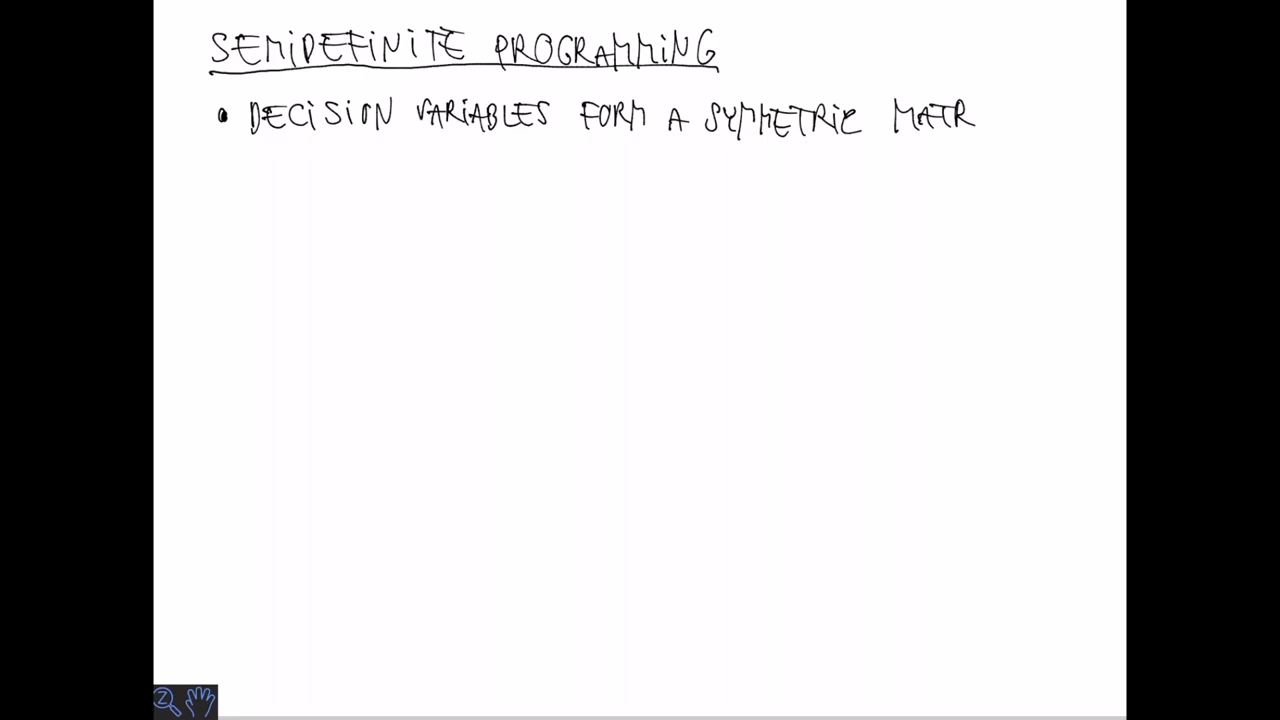 SEMIDEFINITE PROGRAMMING
• DECISION VARIABLES FORM A SYMMETRIC MATR